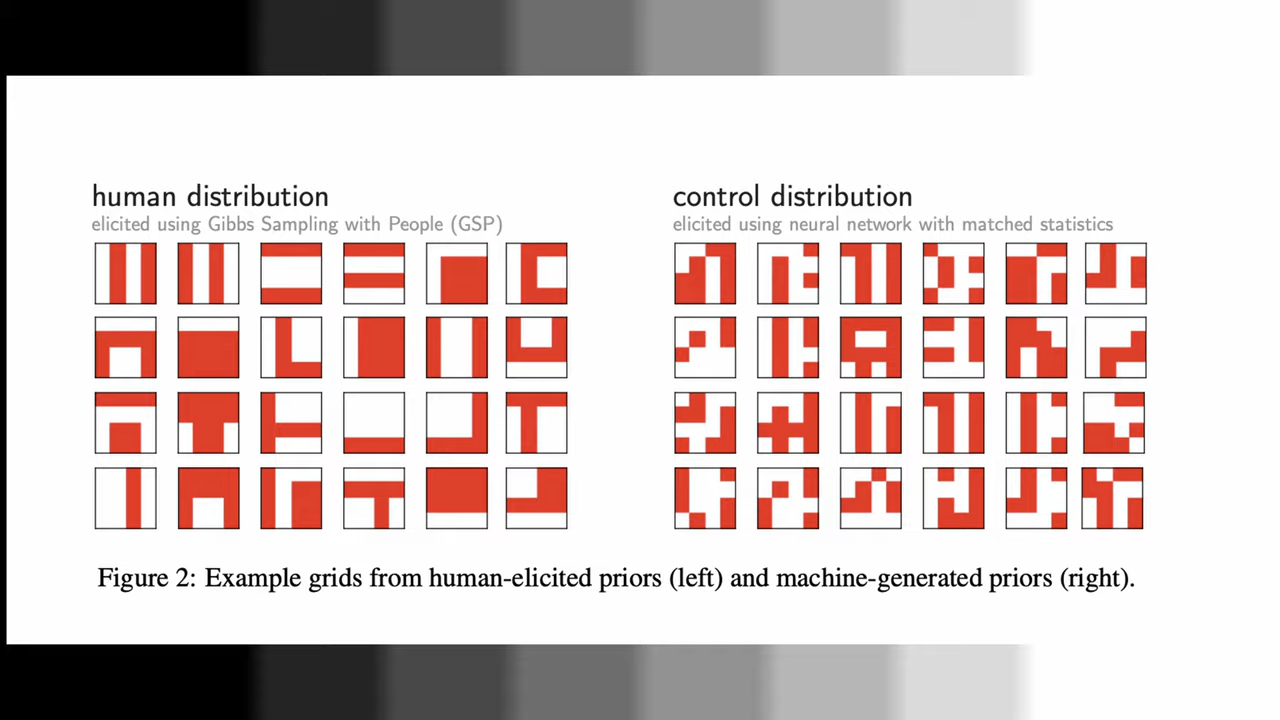 human distribution
elicited using Gibbs Sampling with People (GSP)
control distribution
elicited using neural network with matched statistics
Figure 2: Example grids from human-elicited priors (left) and machine-generated priors (right).